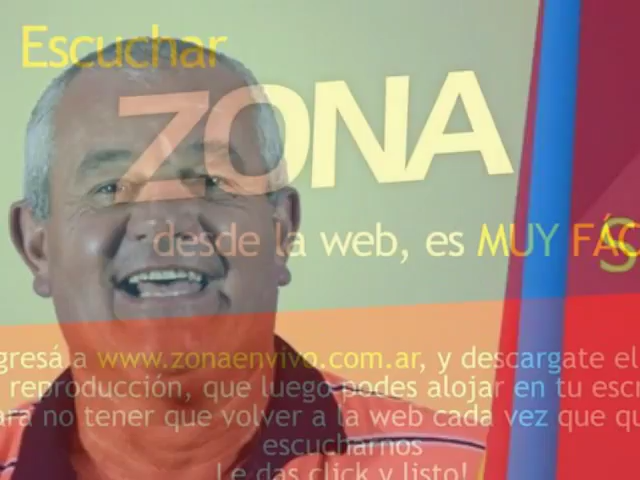 Escuchar
ZONA
desde la web, es MUY FÁC
S
gresá a www.zonaenvivo.com.ar, y descargate el
reproducción, que luego podes alojar en tu escr
ara no tener que volver a la web cada vez que qu
escucharnos
Le das click y listo!